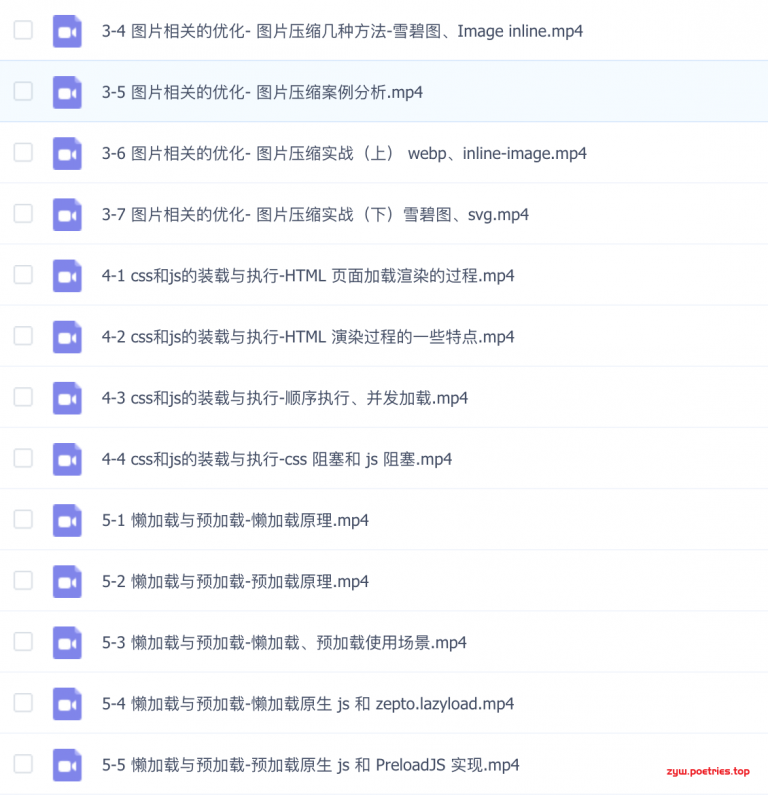 3-4 图片相关的优化- 图片压缩几种方法-雪碧图、Image inline.mp4
3-5 图片相关的优化- 图片压缩案例分析.mp4
3-6 图片相关的优化- 图片压缩实战（上） webp、inline-image.mp4
3-7 图片相关的优化- 图片压缩实战（下）雪碧图、svg.mp4
4-1 css和js的装载与执行-HTML 页面加载渲染的过程.mp4
4-2 css和js的装载与执行-HTML 演染过程的一些特点.mp4
4-3 css和js的装载与执行-顺序执行、并发加载.mp4
4-4 css和js的装载与执行-css 阻塞和 js 阻塞.mp4
5-1 懒加载与预加载-懒加载原理.mp4
5-2 懒加载与预加载-预加载原理.mp4
5-3 懒加载与预加载-懒加载、预加载使用场景.mp4
5-4 懒加载与预加载-懒加载原生 js 和 zepto.lazyload.mp4
5-5 懒加载与预加载-预加载原生 js 和 PreloadJS 实现.mp4
zyw.poetries.top